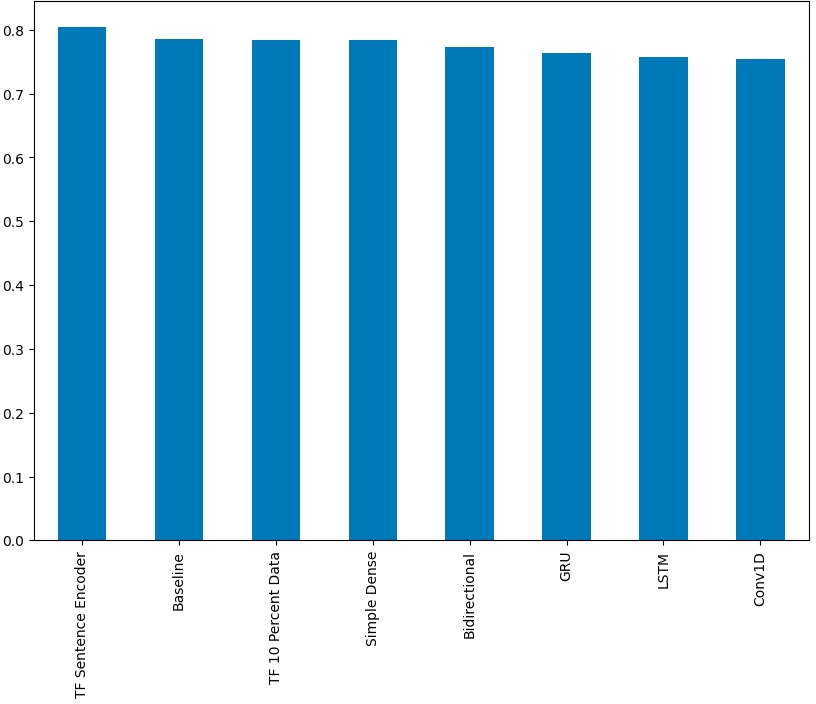 0.8
0.7
0.6
0.5
0.4
0.3
0.2
0.1
0.0
TF Sentence Encoder
Baseline
TF 10 Percent Data
Simple Dense
Bidirectional
GRU
LSTM
Conv1D